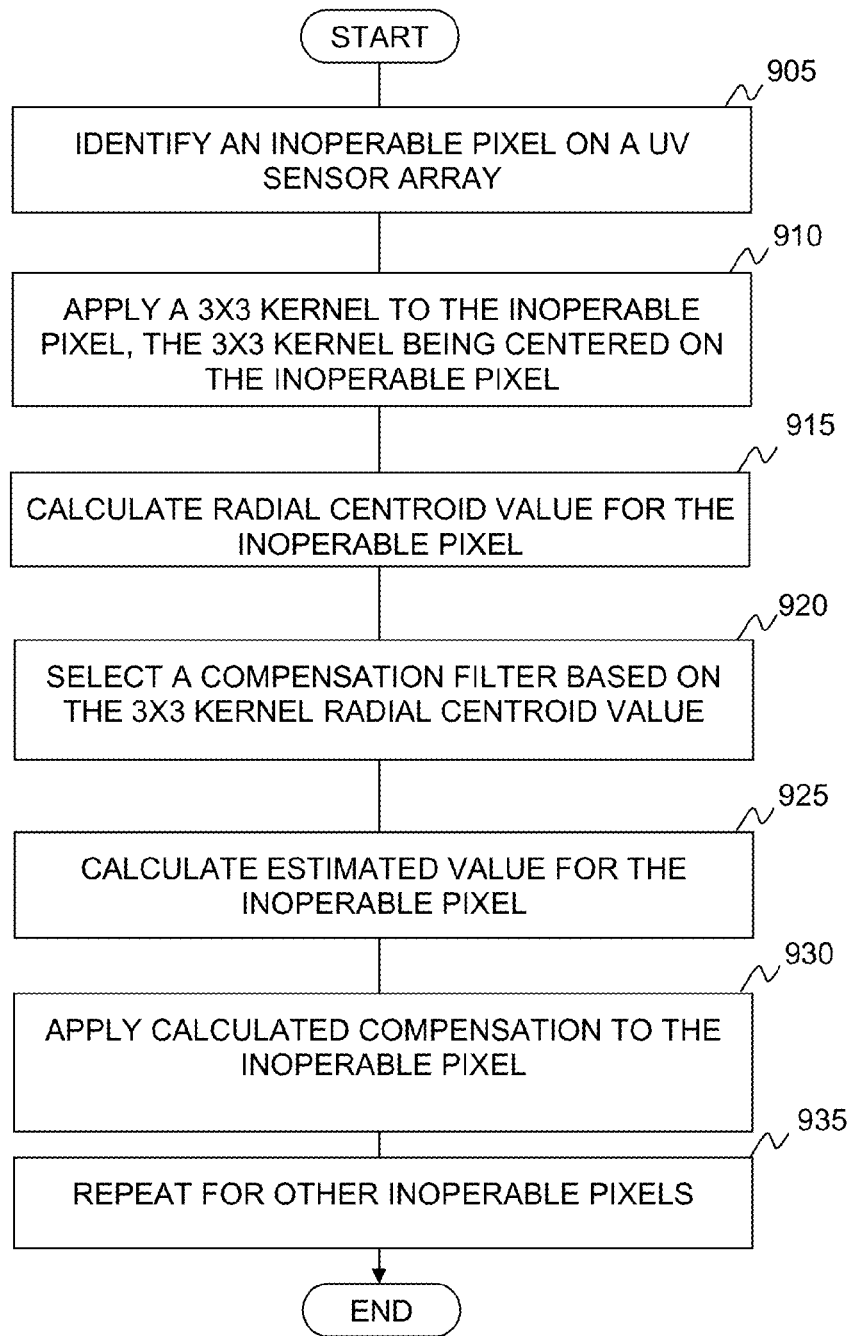 START
905
IDENTIFY AN INOPERABLE PIXEL ON A UV
SENSOR ARRAY
910
APPLY A 3X3 KERNEL TO THE INOPERABLE
PIXEL, THE 3X3 KERNEL BEING CENTERED ON
THE INOPERABLE PIXEL
915
CALCULATE RADIAL CENTROID VALUE FOR THE
INOPERABLE PIXEL
920
SELECT A COMPENSATION FILTER BASED ON
THE 3X3 KERNEL RADIAL CENTROID VALUE
925
CALCULATE ESTIMATED VALUE FOR THE
INOPERABLE PIXEL
930
APPLY CALCULATED COMPENSATION TO THE
INOPERABLE PIXEL
935
REPEAT FOR OTHER INOPERABLE PIXELS
END